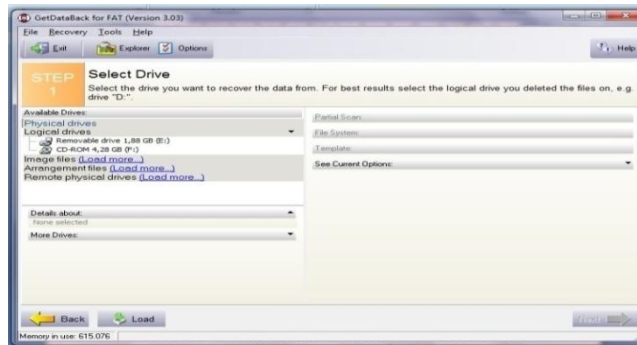 GetDataBack for FAT (Version 3.03)
File Recovery Tools Help
Exit Explorer Options Help
STEP 1
Select Drive
Select the drive you want to recover the data from. For best results select the logical drive you deleted the files on, e.g.
drive "D:".
Available Drives:
Physical drives
Logical drives
Removable drive 1,88 GB (E:)
CD-ROM 4,28 GB (F:)
Image files (Load more...)
Arrangement files (Load more...)
Remote physical drives (Load more...)
Details about:
None selected
More Drives:
Partial Scan:
File System:
Template:
See Current Options:
Back Load Next
Memory in use: 615.076